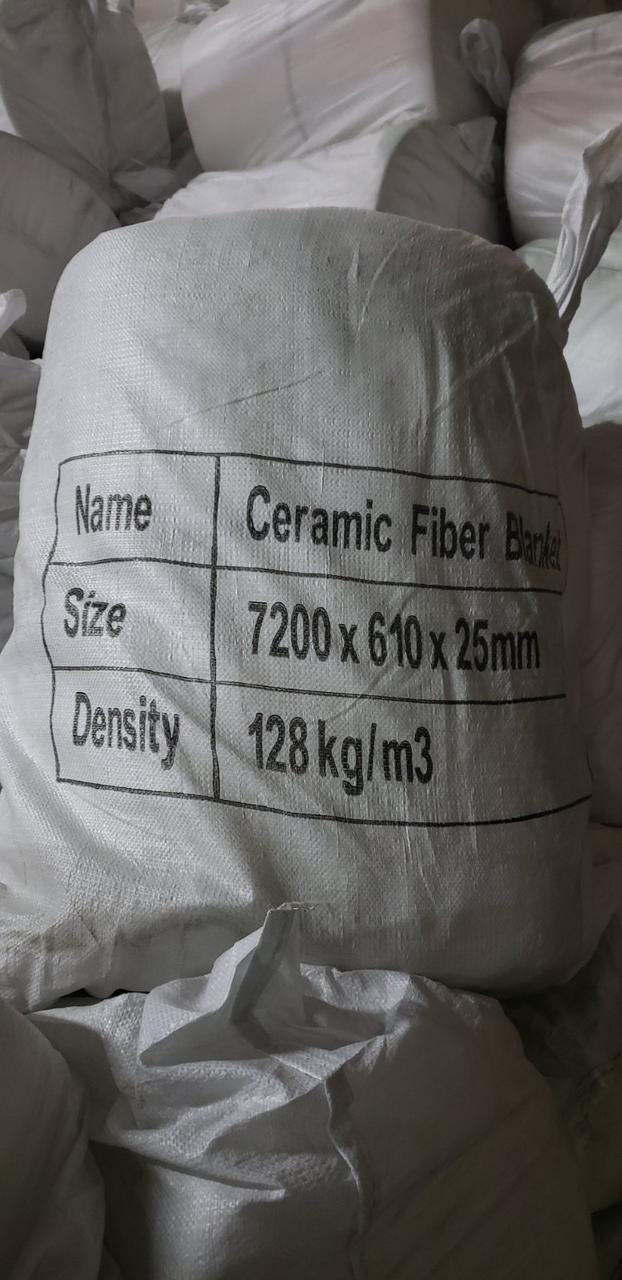 Name Ceramic Fiber Blanket
Size 7200 x 610 x 25mm
Density 128 kg/m3